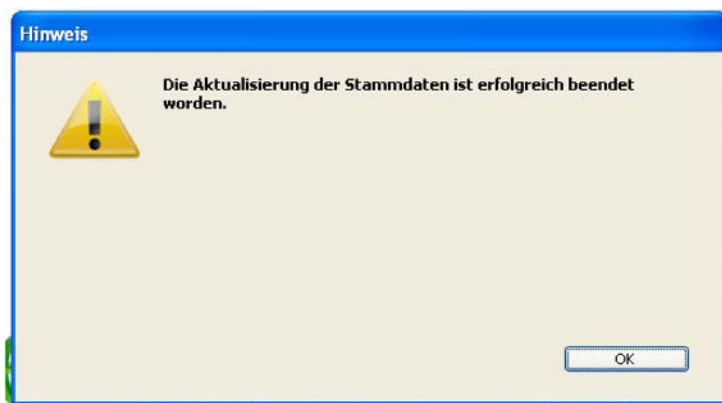 Hinweis
Die Aktualisierung der Stammdaten ist erfolgreich beendet
worden.
OK